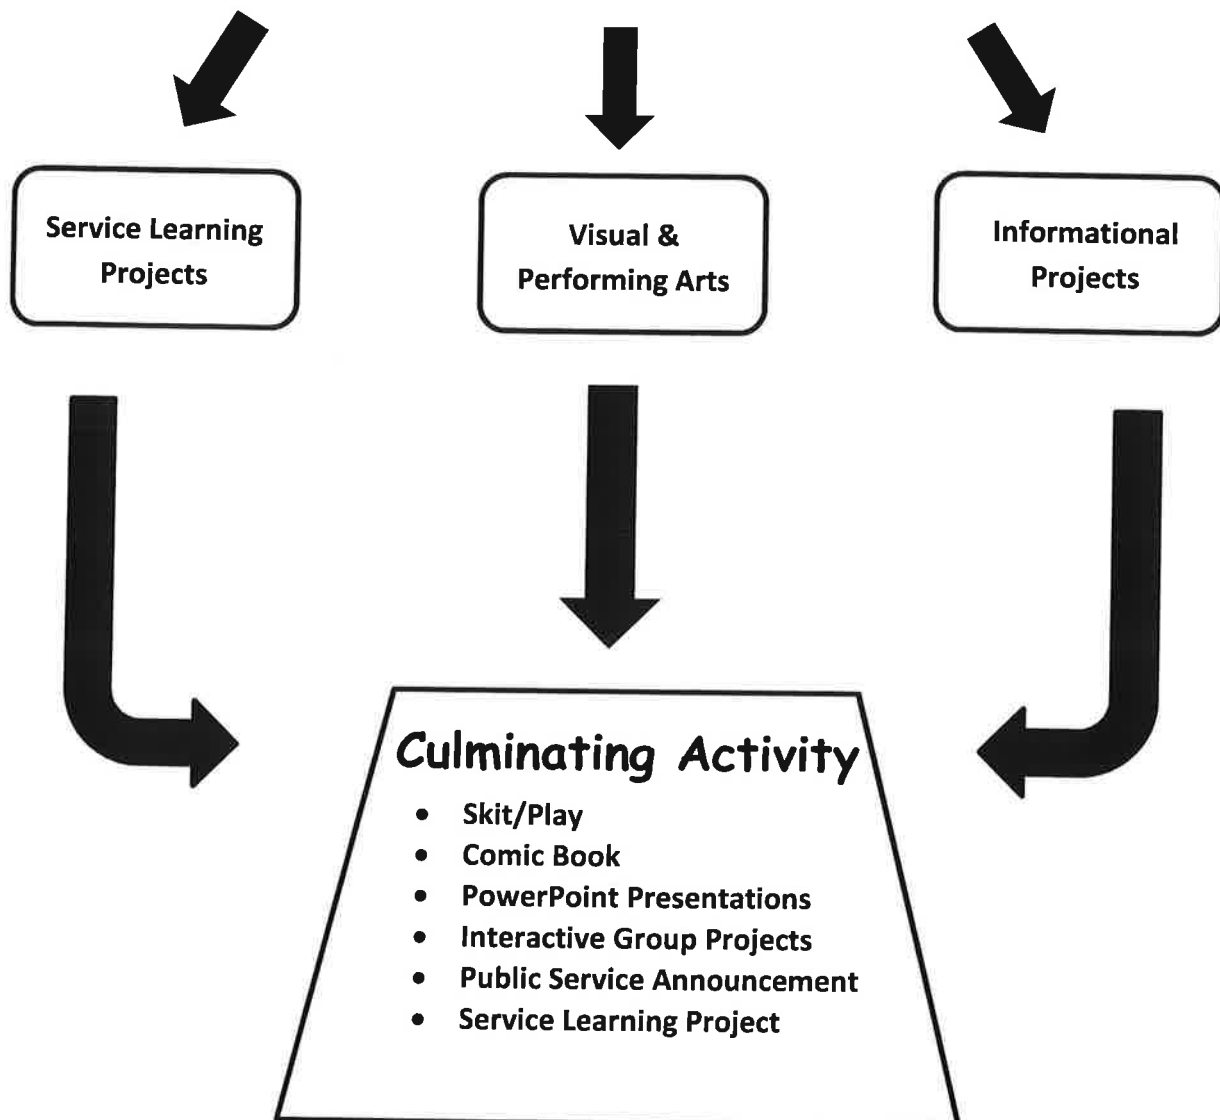 Service Learning
Projects
Visual &
Performing Arts
Informational
Projects
Culminating Activity
• Skit/Play
• Comic Book
• PowerPoint Presentations
• Interactive Group Projects
• Public Service Announcement
• Service Learning Project